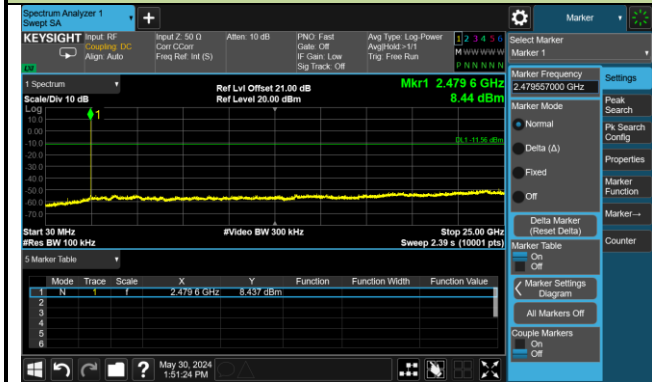 Spectrum Analyzer 1
Swept SA
Marker
KEYSIGHT Input: RF
Coupling: DC
Align: Auto
Input Z: 50 Ω
Corr CCorr
Freq Ref: Int (S)
Atten: 10 dB
PNO: Fast
Gate: Off
IF Gain: Low
Sig Track: Off
Avg Type: Log-Power
Avg|Hold:>1/1
Trig: Free Run
1 2 3 4 5 6
M W W W W W
P N N N N N
Select Marker
Marker 1
1 Spectrum
Scale/Div 10 dB
Ref Lvl Offset 21.00 dB
Ref Level 20.00 dBm
Mkr1 2.479 6 GHz
8.44 dBm
Log
10.0
0.00
-10.0
-20.0
-30.0
-40.0
-50.0
-60.0
-70.0
1
DL1 -11.56 dBm
Start 30 MHz
#Res BW 100 kHz
#Video BW 300 kHz
Stop 25.00 GHz
Sweep 2.39 s (10001 pts)
5 Marker Table
Mode Trace Scale X Y Function Function Width Function Value
1 N 1 f 2.479 6 GHz 8.437 dBm
2
3
4
5
6
Marker Frequency
2.479557000 GHz
Marker Mode
Normal
Delta (Δ)
Fixed
Off
Delta Marker
(Reset Delta)
Marker Table
On
Off
Marker Settings
Diagram
All Markers Off
Couple Markers
On
Off
Settings
Peak
Search
Pk Search
Config
Properties
Marker
Function
Marker→
Counter
?
May 30, 2024
1:51:24 PM